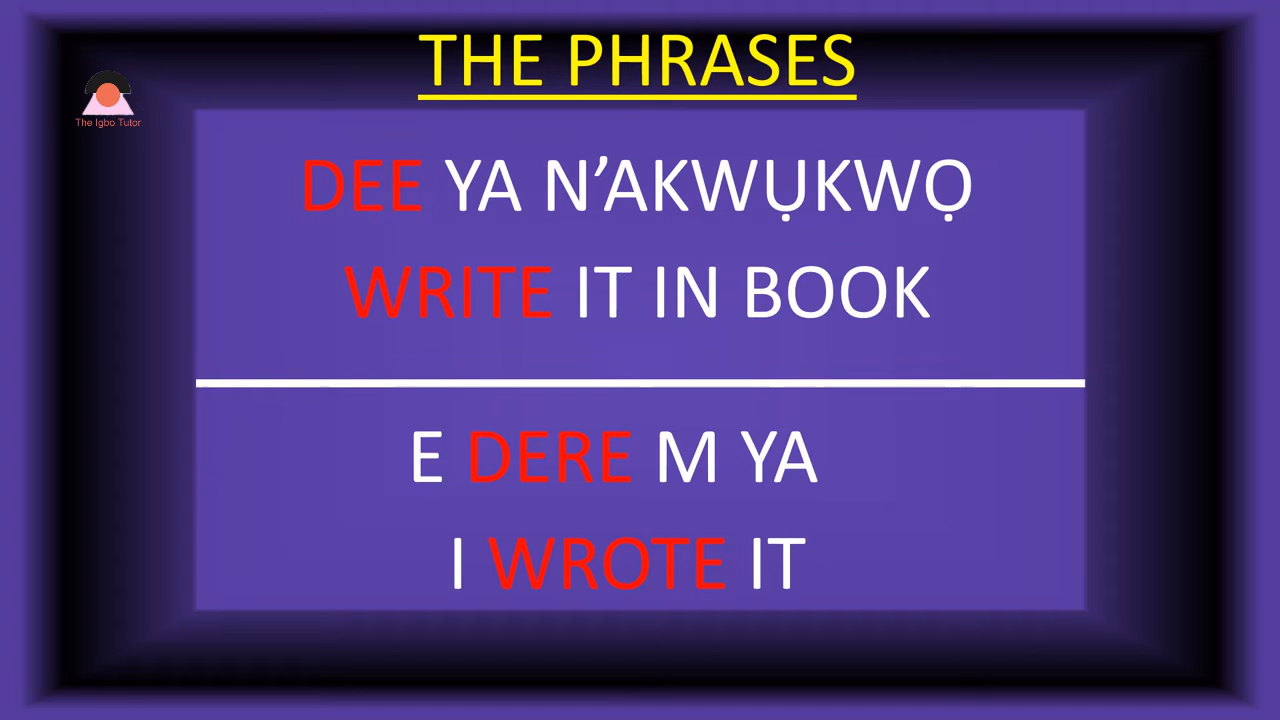 THE PHRASES
The Igbo Tutor
DEE YA N’AKWỤKWỌ
WRITE IT IN BOOK
E DERE M YA
I WROTE IT